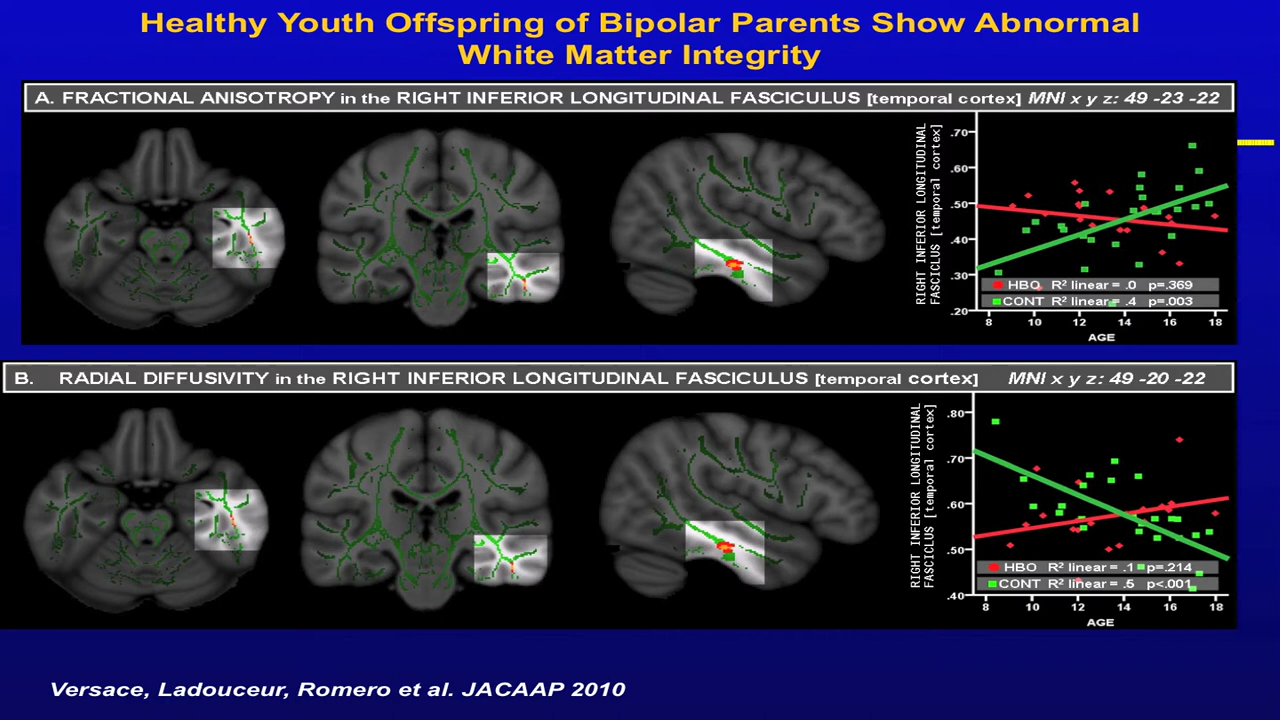 Healthy Youth Offspring of Bipolar Parents Show Abnormal
White Matter Integrity
A. FRACTIONAL ANISOTROPY in the RIGHT INFERIOR LONGITUDINAL FASCICULUS [temporal cortex] MNI x y z: 49 -23 -22
RIGHT INFERIOR LONGITUDINAL
FASCICULUS [temporal cortex]
.70
.60
.50
.40
.30
.20
HBO R² linear = .0 p=.369
CONT R² linear = .4 p=.003
8 10 12 14 16 18
AGE
B. RADIAL DIFFUSIVITY in the RIGHT INFERIOR LONGITUDINAL FASCICULUS [temporal cortex] MNI x y z: 49 -20 -22
RIGHT INFERIOR LONGITUDINAL
FASCICULUS [temporal cortex]
.80
.70
.60
.50
.40
HBO R² linear = .1 p=.214
CONT R² linear = .5 p<.001
8 10 12 14 16 18
AGE
Versace, Ladouceur, Romero et al. JACAAP 2010